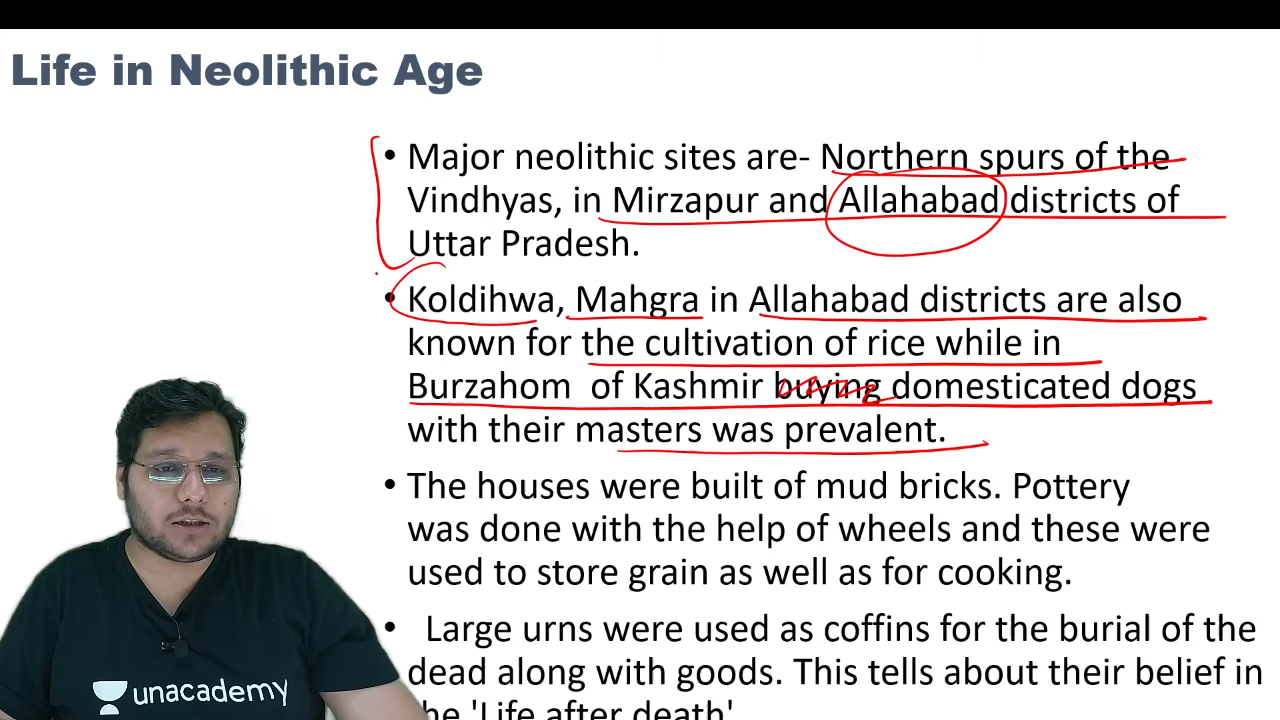 Life in Neolithic Age
• Major neolithic sites are- Northern spurs of the
Vindhyas, in Mirzapur and Allahabad districts of
Uttar Pradesh.
• Koldihwa, Mahgra in Allahabad districts are also
known for the cultivation of rice while in
Burzahom of Kashmir buying domesticated dogs
with their masters was prevalent.
• The houses were built of mud bricks. Pottery
was done with the help of wheels and these were
used to store grain as well as for cooking.
• Large urns were used as coffins for the burial of the
dead along with goods. This tells about their belief in
the 'Life after death'
unacademy